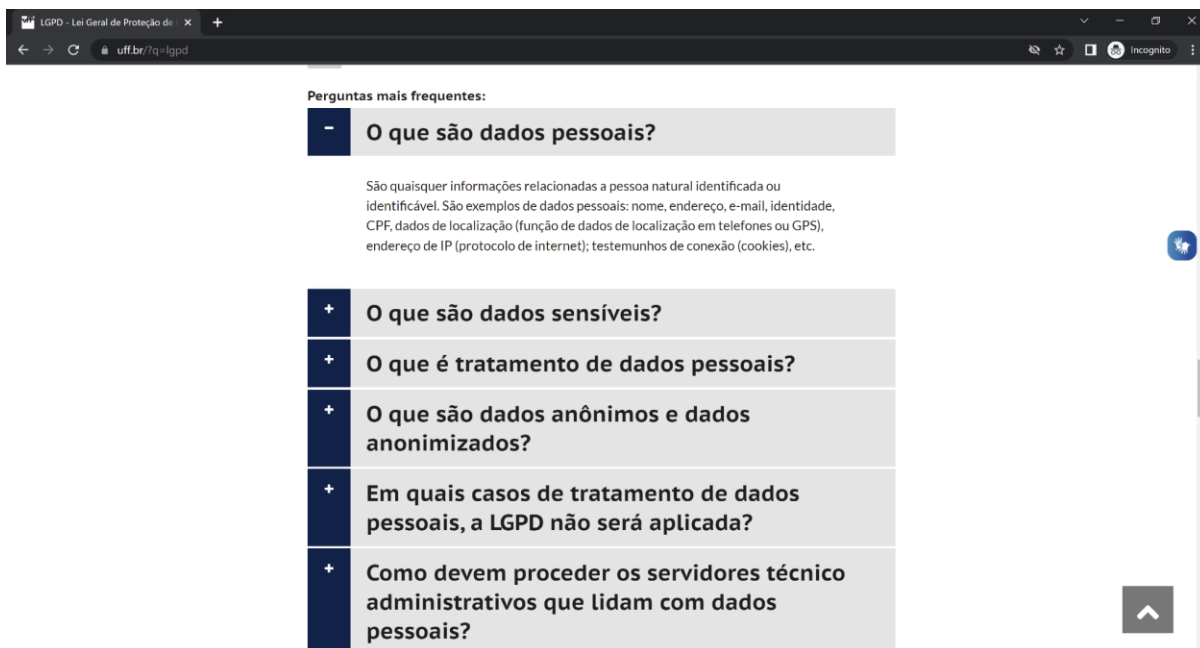 LGPD - Lei Geral de Proteção de
uff.br/?q=lgpd
Incognito
Perguntas mais frequentes:
O que são dados pessoais?
São quaisquer informações relacionadas a pessoa natural identificada ou
identificável. São exemplos de dados pessoais: nome, endereço, e-mail, identidade,
CPF, dados de localização (função de dados de localização em telefones ou GPS),
endereço de IP (protocolo de internet); testemunhos de conexão (cookies), etc.
O que são dados sensíveis?
O que é tratamento de dados pessoais?
O que são dados anônimos e dados
anonimizados?
Em quais casos de tratamento de dados
pessoais, a LGPD não será aplicada?
Como devem proceder os servidores técnico
administrativos que lidam com dados
pessoais?